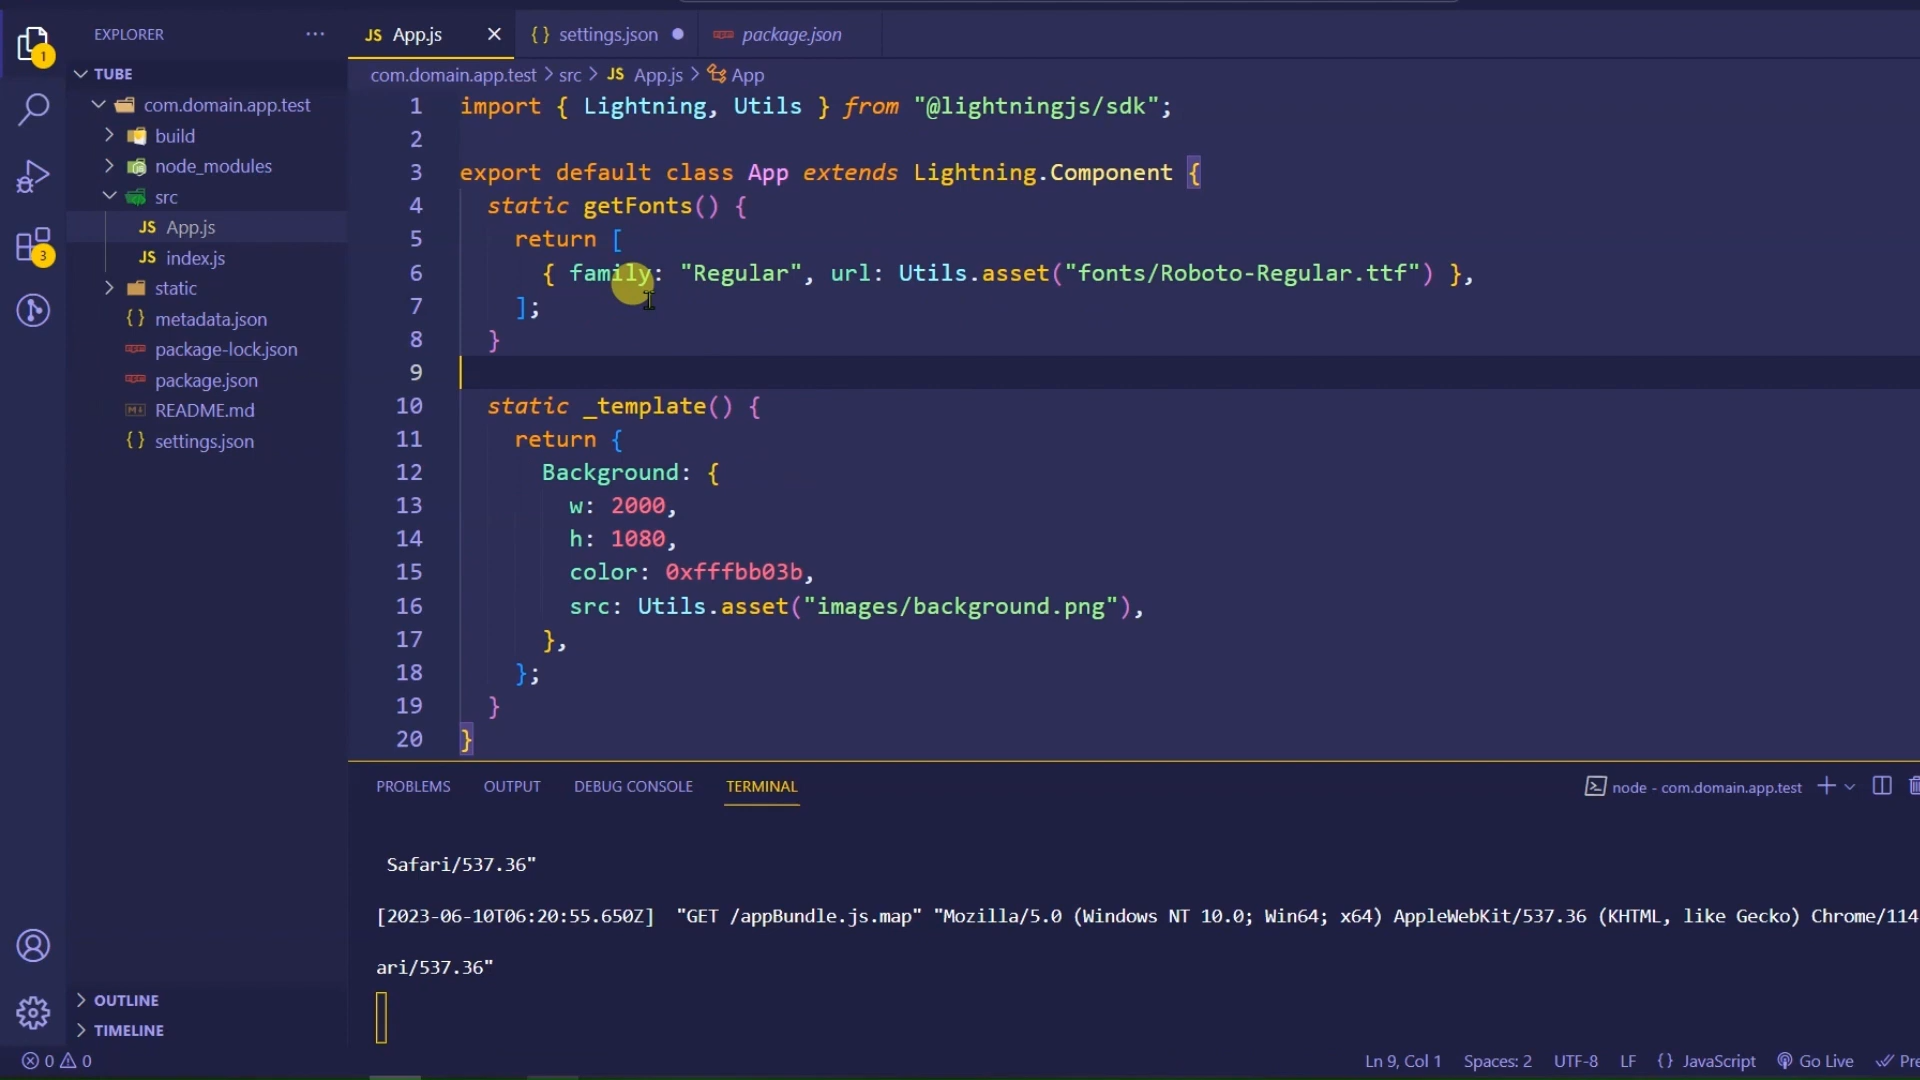 EXPLORER
TUBE
com.domain.app.test
build
node_modules
src
JS App.js
JS index.js
static
{} metadata.json
package-lock.json
package.json
README.md
{} settings.json
OUTLINE
TIMELINE
1
3
JS App.js
{} settings.json
package.json
com.domain.app.test > src > JS App.js > App
1 import { Lightning, Utils } from "@lightningjs/sdk";
2
3 export default class App extends Lightning.Component {
4 static getFonts() {
5 return [
6 { family: "Regular", url: Utils.asset("fonts/Roboto-Regular.ttf") },
7 ];
8 }
9
10 static _template() {
11 return {
12 Background: {
13 w: 2000,
14 h: 1080,
15 color: 0xfffbb03b,
16 src: Utils.asset("images/background.png"),
17 },
18 };
19 }
20 }
PROBLEMS OUTPUT DEBUG CONSOLE TERMINAL
node - com.domain.app.test
Safari/537.36"
[2023-06-10T06:20:55.650Z] "GET /appBundle.js.map" "Mozilla/5.0 (Windows NT 10.0; Win64; x64) AppleWebKit/537.36 (KHTML, like Gecko) Chrome/114
ari/537.36"
0 0
Ln 9, Col 1 Spaces: 2 UTF-8 LF {} JavaScript Go Live Pre